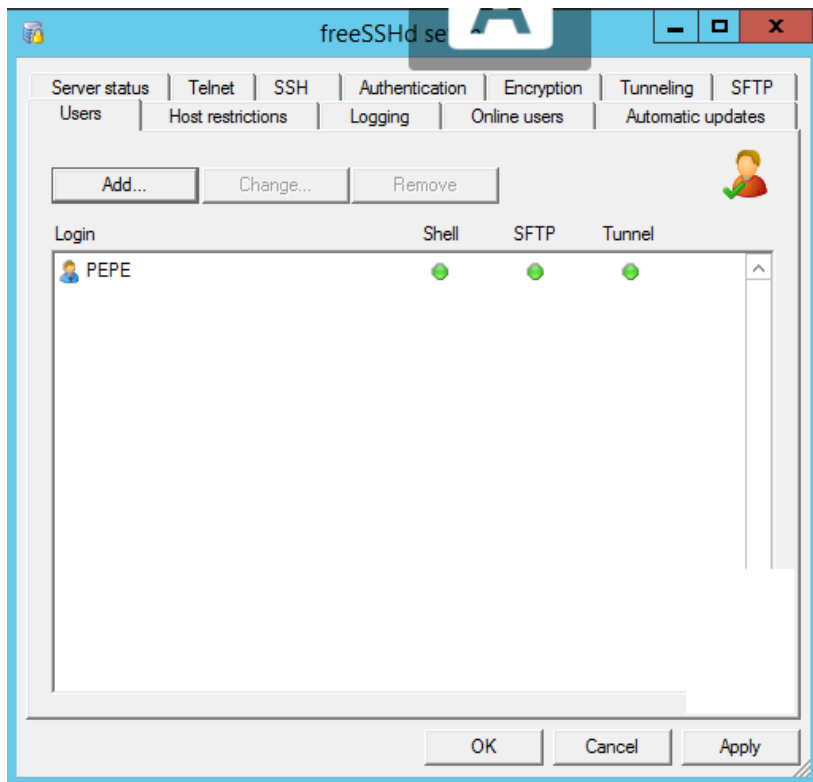 freeSSHd se
A
x
Server status Telnet SSH Authentication Encryption Tunneling SFTP
Users Host restrictions Logging Online users Automatic updates
Add... Change... Remove
Login Shell SFTP Tunnel
PEPE
OK Cancel Apply